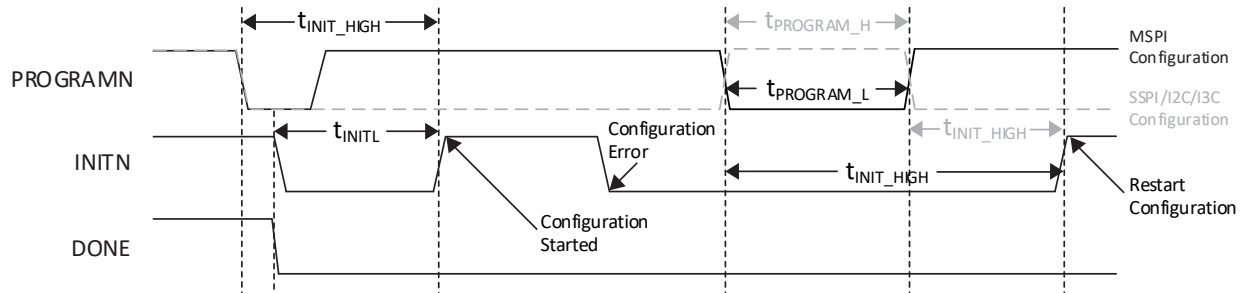 tINIT_HIGH
tPROGRAM_H
MSPI
Configuration
PROGRAMN
tPROGRAM_L
SSPI/I2C/I3C
Configuration
tINITL
Configuration
Error
tINIT_HIGH
INITN
tINIT_HIGH
Restart
Configuration
Configuration
Started
DONE